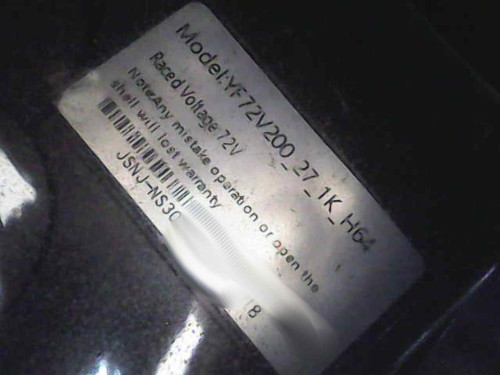 Model:YF72V200_27_1K_H64
Raced Voltage 72V
Note:Any mistake operation or open the
shell will lost warranty
JSNJ-NS30
8